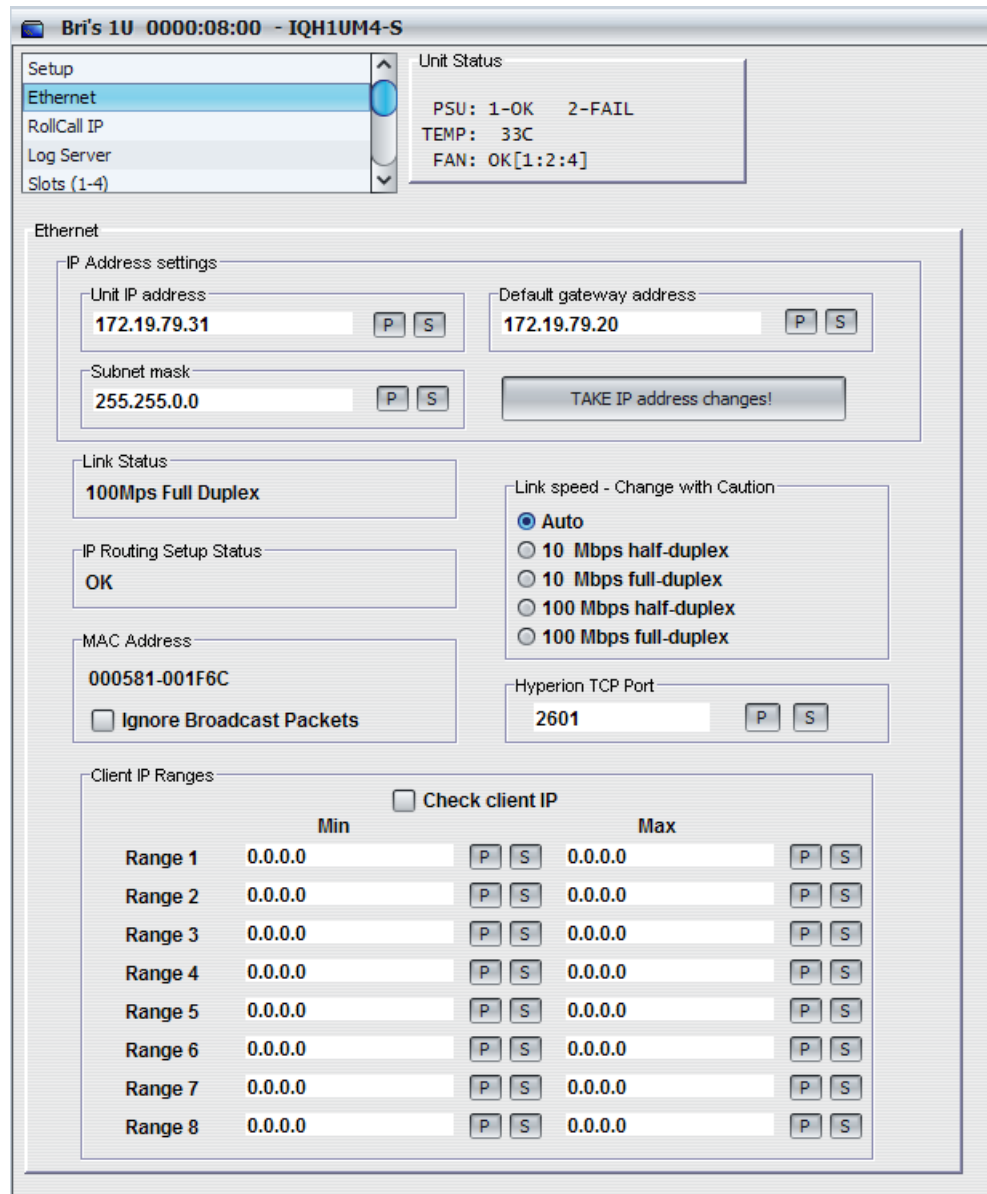 Bri's 1U 0000:08:00 - IQH1UM4-S
Setup
Ethernet
RollCall IP
Log Server
Slots (1-4)
Unit Status
PSU: 1-OK 2-FAIL
TEMP: 33C
FAN: OK[1:2:4]
Ethernet
IP Address settings
Unit IP address
172.19.79.31 P S
Default gateway address
172.19.79.20 P S
Subnet mask
255.255.0.0 P S
TAKE IP address changes!
Link Status
100Mps Full Duplex
IP Routing Setup Status
OK
MAC Address
000581-001F6C
Ignore Broadcast Packets
Link speed - Change with Caution
Auto
10 Mbps half-duplex
10 Mbps full-duplex
100 Mbps half-duplex
100 Mbps full-duplex
Hyperion TCP Port
2601 P S
Client IP Ranges
Check client IP
Min Max
Range 1 0.0.0.0 P S 0.0.0.0 P S
Range 2 0.0.0.0 P S 0.0.0.0 P S
Range 3 0.0.0.0 P S 0.0.0.0 P S
Range 4 0.0.0.0 P S 0.0.0.0 P S
Range 5 0.0.0.0 P S 0.0.0.0 P S
Range 6 0.0.0.0 P S 0.0.0.0 P S
Range 7 0.0.0.0 P S 0.0.0.0 P S
Range 8 0.0.0.0 P S 0.0.0.0 P S